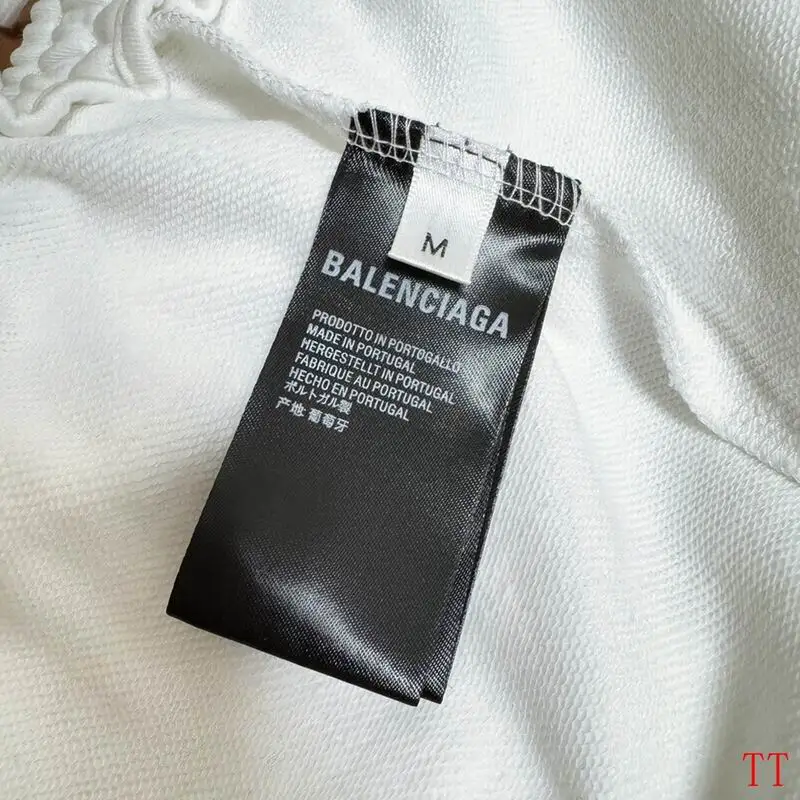 M
BALENCIAGA
PRODOTTO IN PORTOGALLO
MADE IN PORTUGAL
HERGESTELLT IN PORTUGAL
FABRIQUE AU PORTUGAL
HECHO EN PORTUGAL
ポルトガル製
产地:葡萄牙
TT